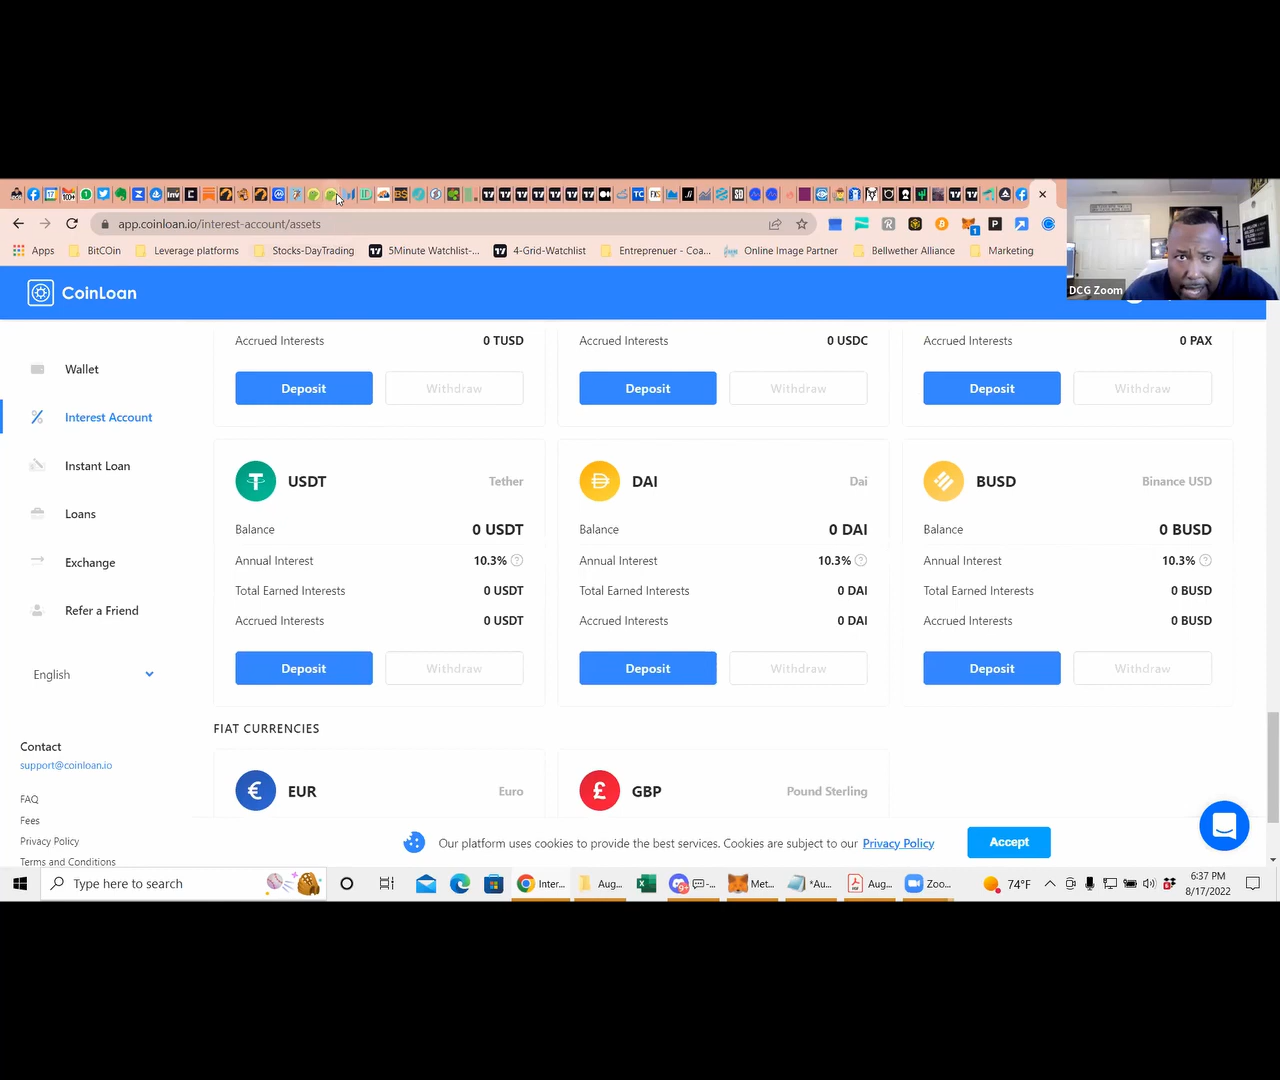 app.coinloan.io/interest-account/assets
Apps BitCOin Leverage platforms Stocks-DayTrading 5Minute Watchlist-... 4-Grid-Watchlist Entreprenuer - Coa... Online Image Partner Bellwether Alliance Marketing
DCG Zoom
CoinLoan
Wallet
Interest Account
Instant Loan
Loans
Exchange
Refer a Friend
English
Contact
support@coinloan.io
FAQ
Fees
Privacy Policy
Terms and Conditions
Accrued Interests 0 TUSD
Deposit Withdraw
Accrued Interests 0 USDC
Deposit Withdraw
Accrued Interests 0 PAX
Deposit Withdraw
USDT Tether
Balance 0 USDT
Annual Interest 10.3%
Total Earned Interests 0 USDT
Accrued Interests 0 USDT
Deposit Withdraw
DAI Dai
Balance 0 DAI
Annual Interest 10.3%
Total Earned Interests 0 DAI
Accrued Interests 0 DAI
Deposit Withdraw
BUSD Binance USD
Balance 0 BUSD
Annual Interest 10.3%
Total Earned Interests 0 BUSD
Accrued Interests 0 BUSD
Deposit Withdraw
FIAT CURRENCIES
EUR Euro
GBP Pound Sterling
Our platform uses cookies to provide the best services. Cookies are subject to our Privacy Policy
Accept
Type here to search
Inter... Aug... -... Met... *Au... Aug... Zoo...
74°F
6:37 PM
8/17/2022